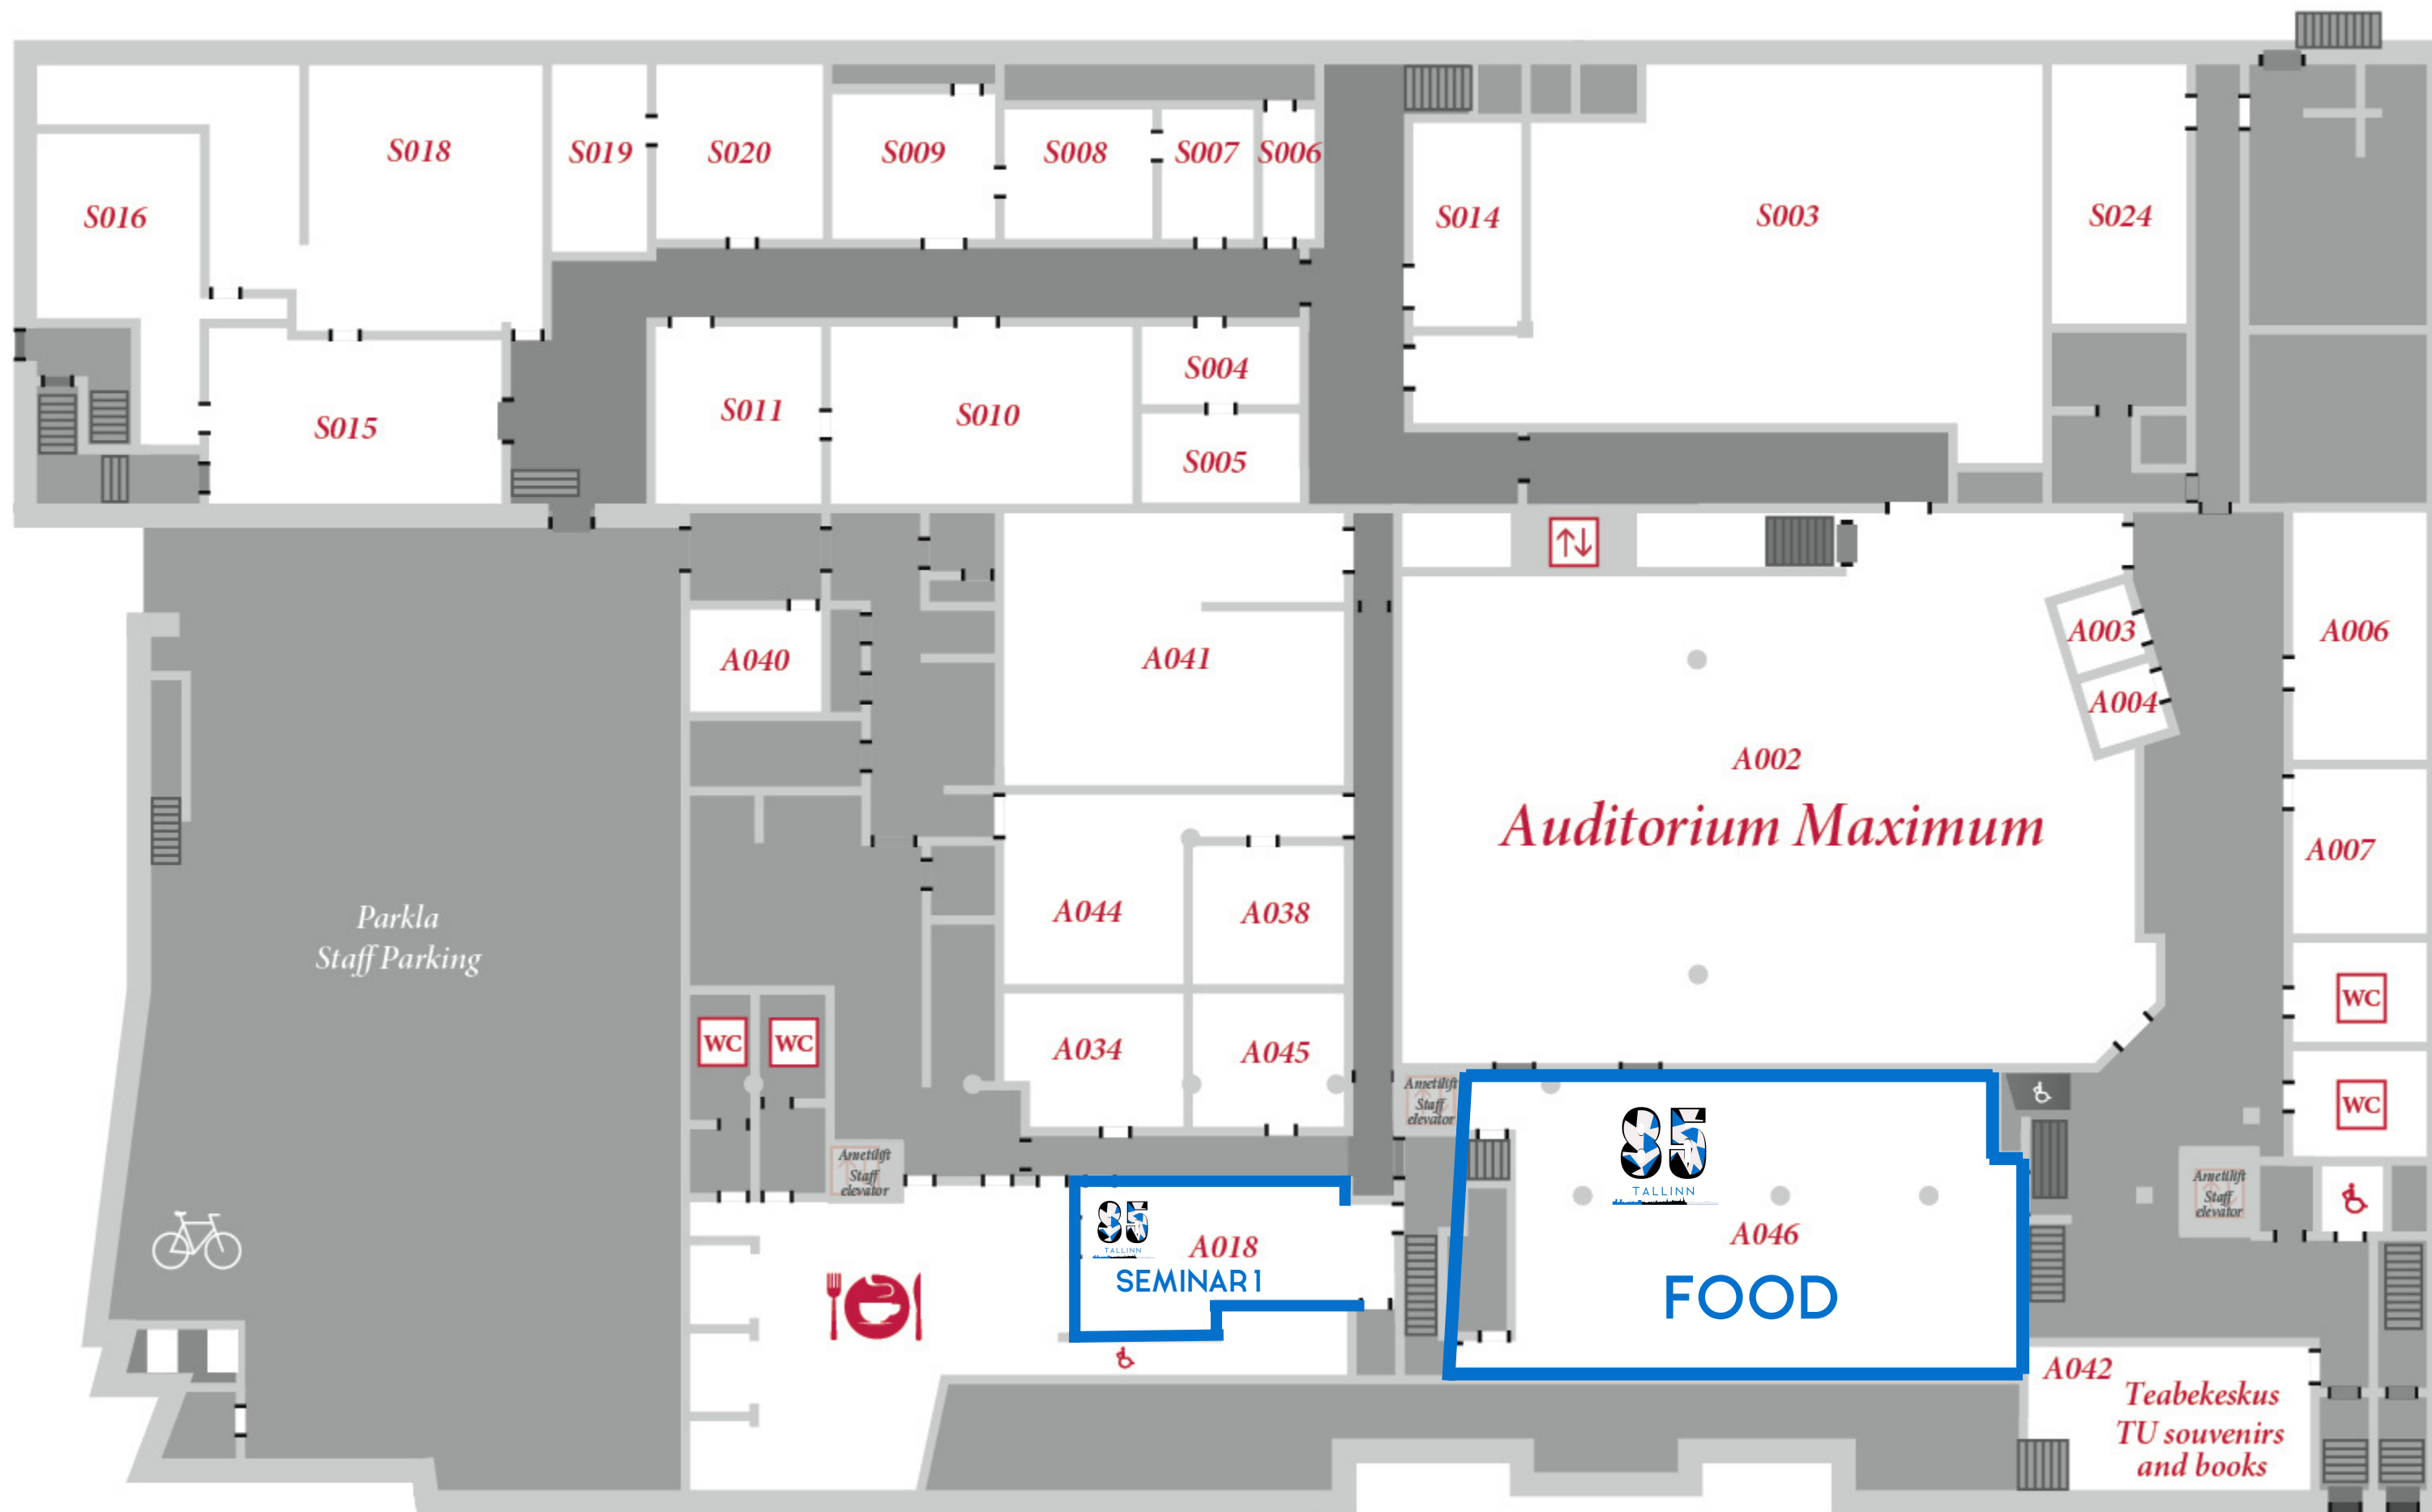 S016
S018
S019
S020
S009
S008
S007
S006
S014
S003
S024
S015
S011
S010
S004
S005
A040
A041
A002
Auditorium Maximum
A003
A004
A006
A007
Parkla
Staff Parking
A044
A038
A034
A045
WC
WC
WC
WC
Ametilift
Staff
elevator
Ametilift
Staff
elevator
Ametilift
Staff
elevator
85
TALLINN
A018
SEMINAR 1
85
TALLINN
A046
FOOD
A042
Teabekeskus
TU souvenirs
and books